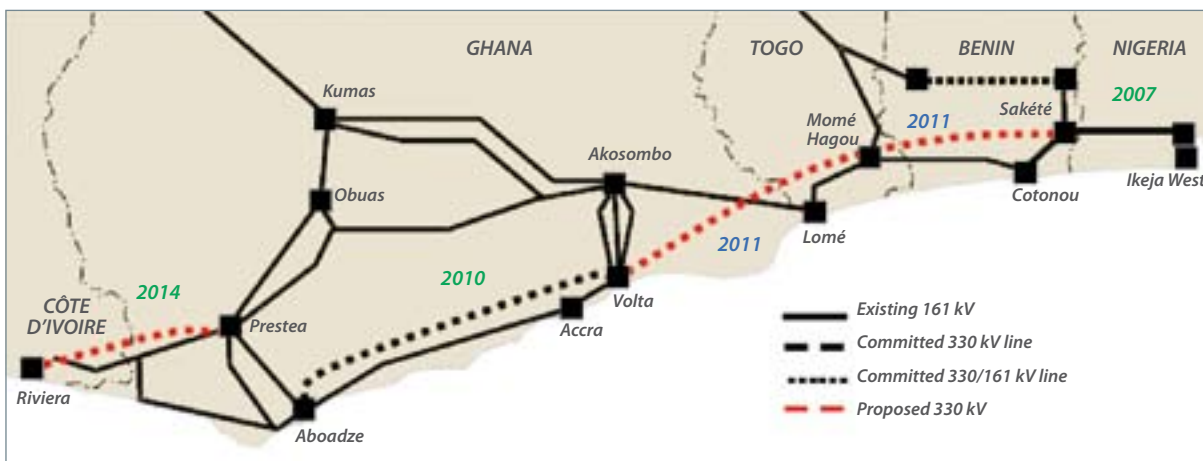 GHANA
TOGO
BENIN
NIGERIA
Kumas
2007
Sakété
Momé
Hagou
2011
Akosombo
Obuas
Cotonou
Ikeja West
Lomé
2011
2010
2014
Volta
CÔTE
D'IVOIRE
Prestea
Accra
Riviera
Aboadze
Existing 161 kV
Committed 330 kV line
Committed 330/161 kV line
Proposed 330 kV